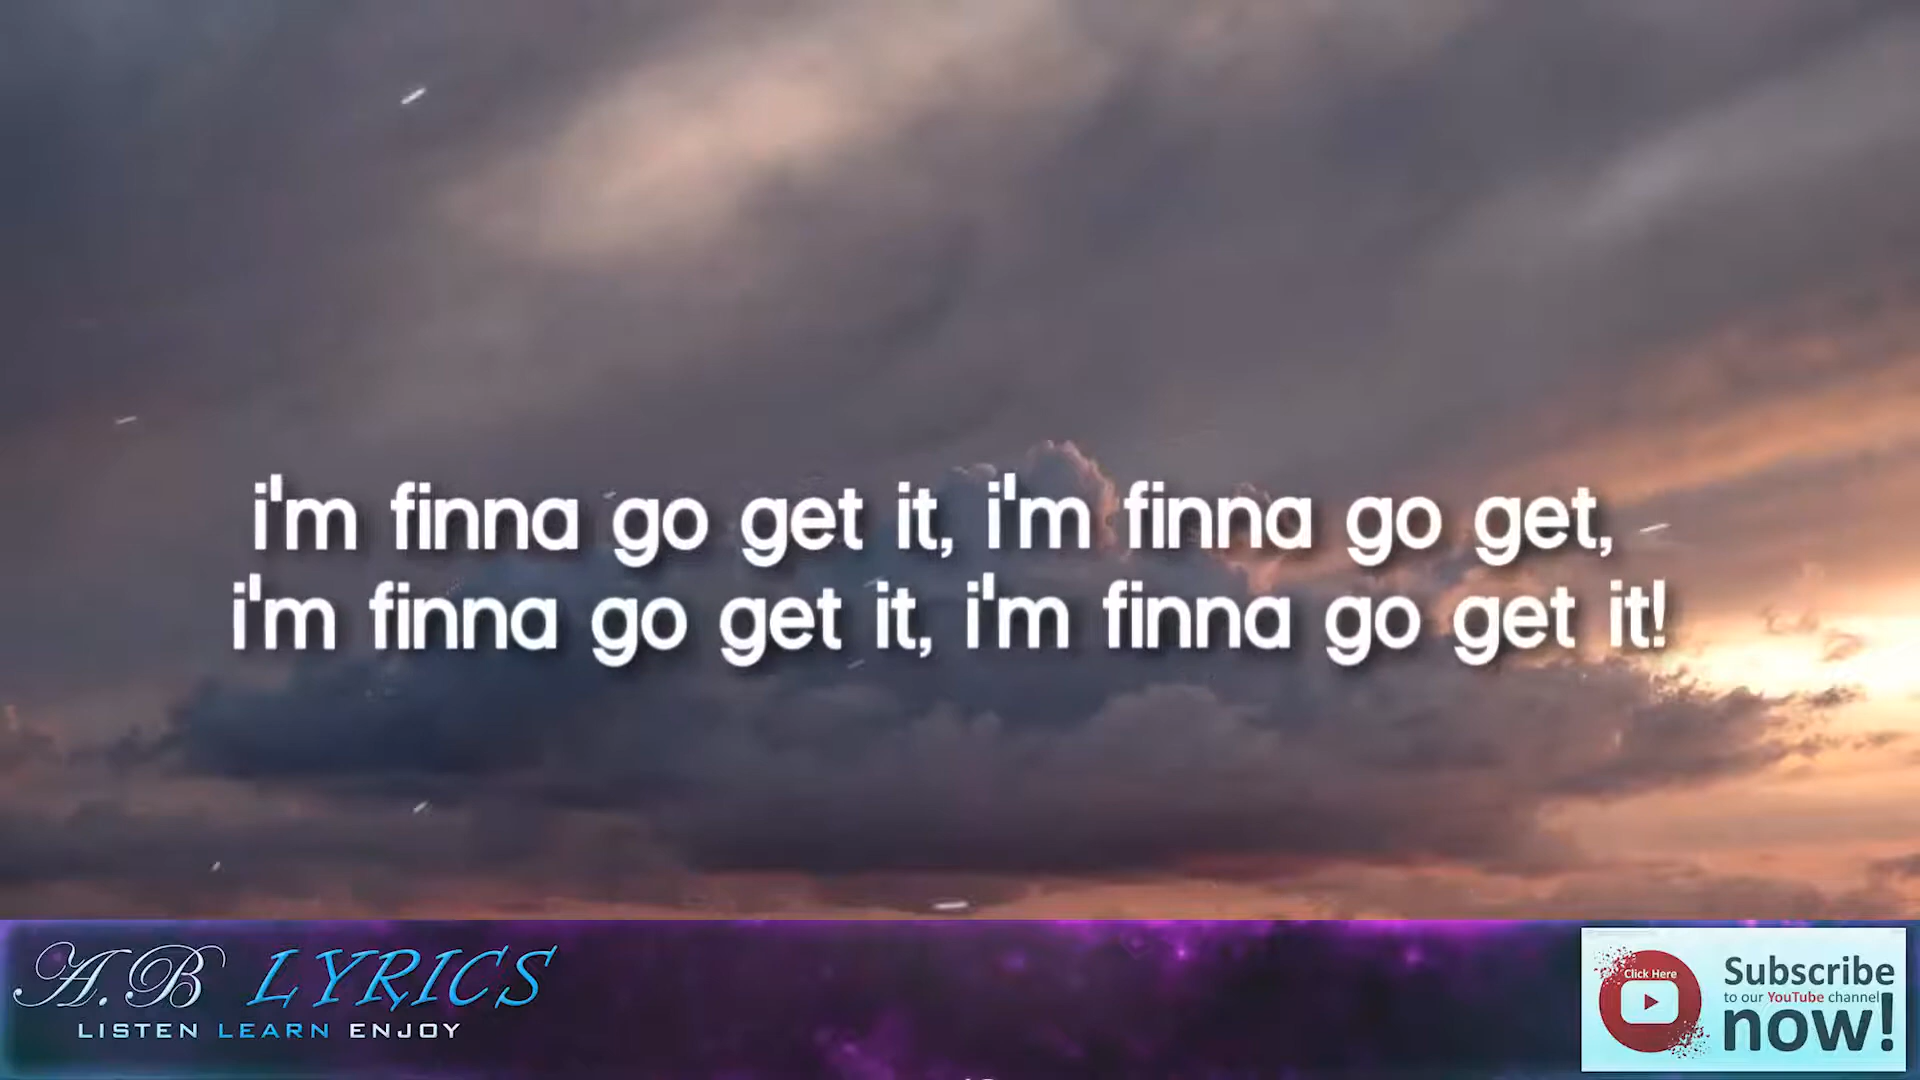 i'm finna go get it, i'm finna go get,
i'm finna go get it, i'm finna go get it!
A.B LYRICS
LISTEN LEARN ENJOY
Click Here
Subscribe
to our YouTube channel
now!